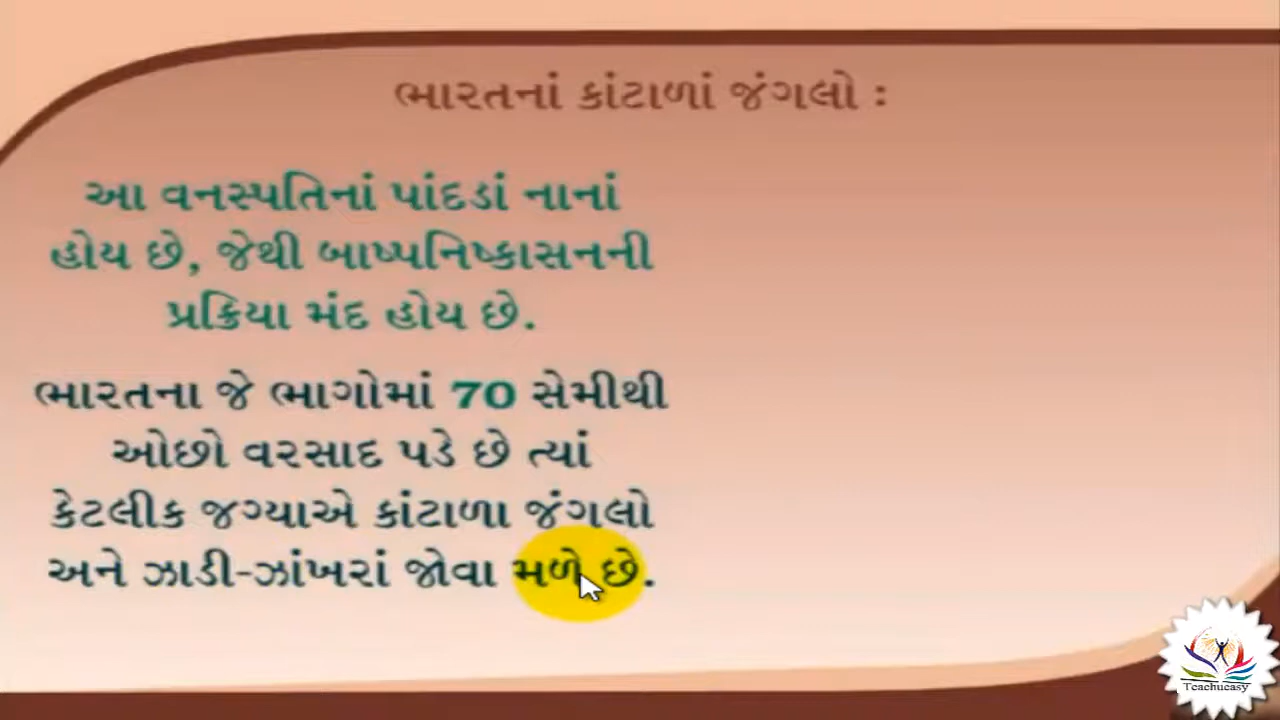 ભારતનાં કાંટાળાં જંગલો :
આ વનસ્પતિનાં પાંદડાં નાનાં
હોય છે, જેથી બાષ્પનિષ્કાસનની
પ્રક્રિયા મંદ હોય છે.
ભારતના જે ભાગોમાં 70 સેમીથી
ઓછો વરસાદ પડે છે ત્યાં
કેટલીક જગ્યાએ કાંટાળા જંગલો
અને ઝાડી-ઝાંખરાં જોવા મળે છે.
Teachueasy